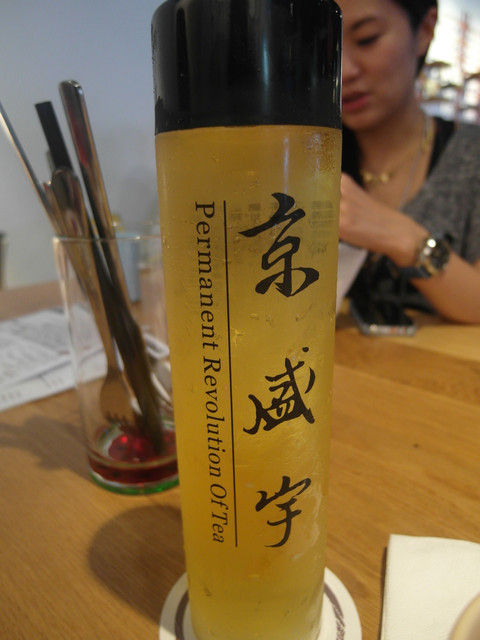 京盛宇
Permanent Revolution Of Tea